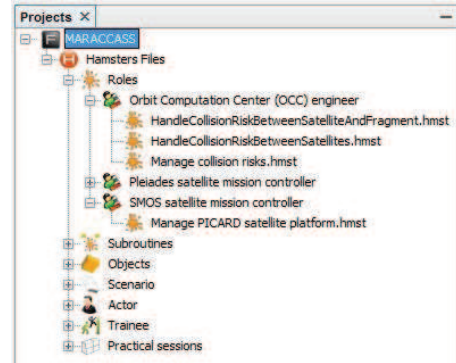 Projects ×
MARACCASS
Hamsters Files
Roles
Orbit Computation Center (OCC) engineer
HandleCollisionRiskBetweenSatelliteAndFragment.hmst
HandleCollisionRiskBetweenSatellites.hmst
Manage collision risks.hmst
Pleiades satellite mission controller
SMOS satellite mission controller
Manage PICARD satellite platform.hmst
Subroutines
Objects
Scenario
Actor
Trainee
Practical sessions